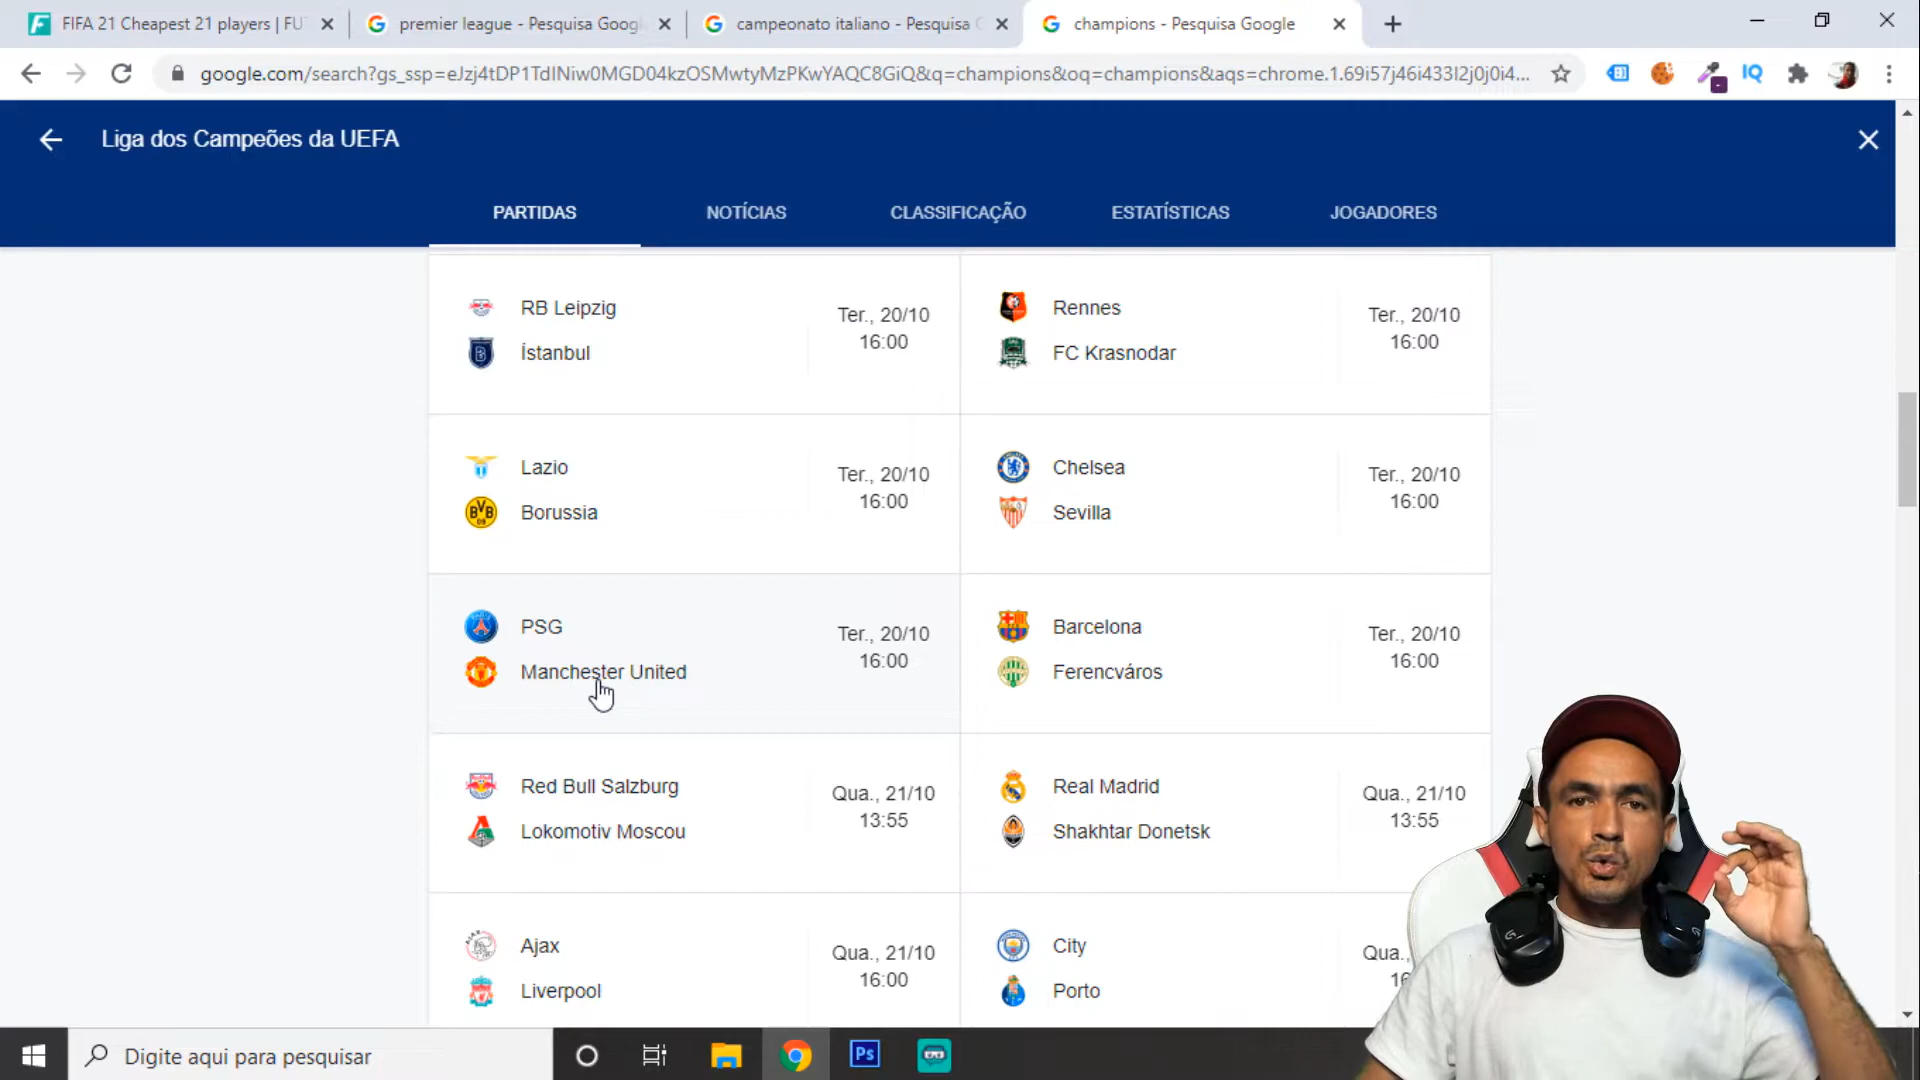 FIFA 21 Cheapest 21 players | FU
premier league - Pesquisa Goog
campeonato italiano - Pesquisa
champions - Pesquisa Google
google.com/search?gs_ssp=eJzj4tDP1TdINiw0MGD04kzOSMwtyMzPKwYAQC8GiQ&q=champions&oq=champions&aqs=chrome.1.69i57j46i433l2j0j0i4...
IQ
Liga dos Campeões da UEFA
PARTIDAS
NOTÍCIAS
CLASSIFICAÇÃO
ESTATÍSTICAS
JOGADORES
RB Leipzig
İstanbul
Ter., 20/10
16:00
Rennes
FC Krasnodar
Ter., 20/10
16:00
Lazio
Borussia
Ter., 20/10
16:00
Chelsea
Sevilla
Ter., 20/10
16:00
PSG
Manchester United
Ter., 20/10
16:00
Barcelona
Ferencváros
Ter., 20/10
16:00
Red Bull Salzburg
Lokomotiv Moscou
Qua., 21/10
13:55
Real Madrid
Shakhtar Donetsk
Qua., 21/10
13:55
Ajax
Liverpool
Qua., 21/10
16:00
City
Porto
Qua.,
Digite aqui para pesquisar
Ps